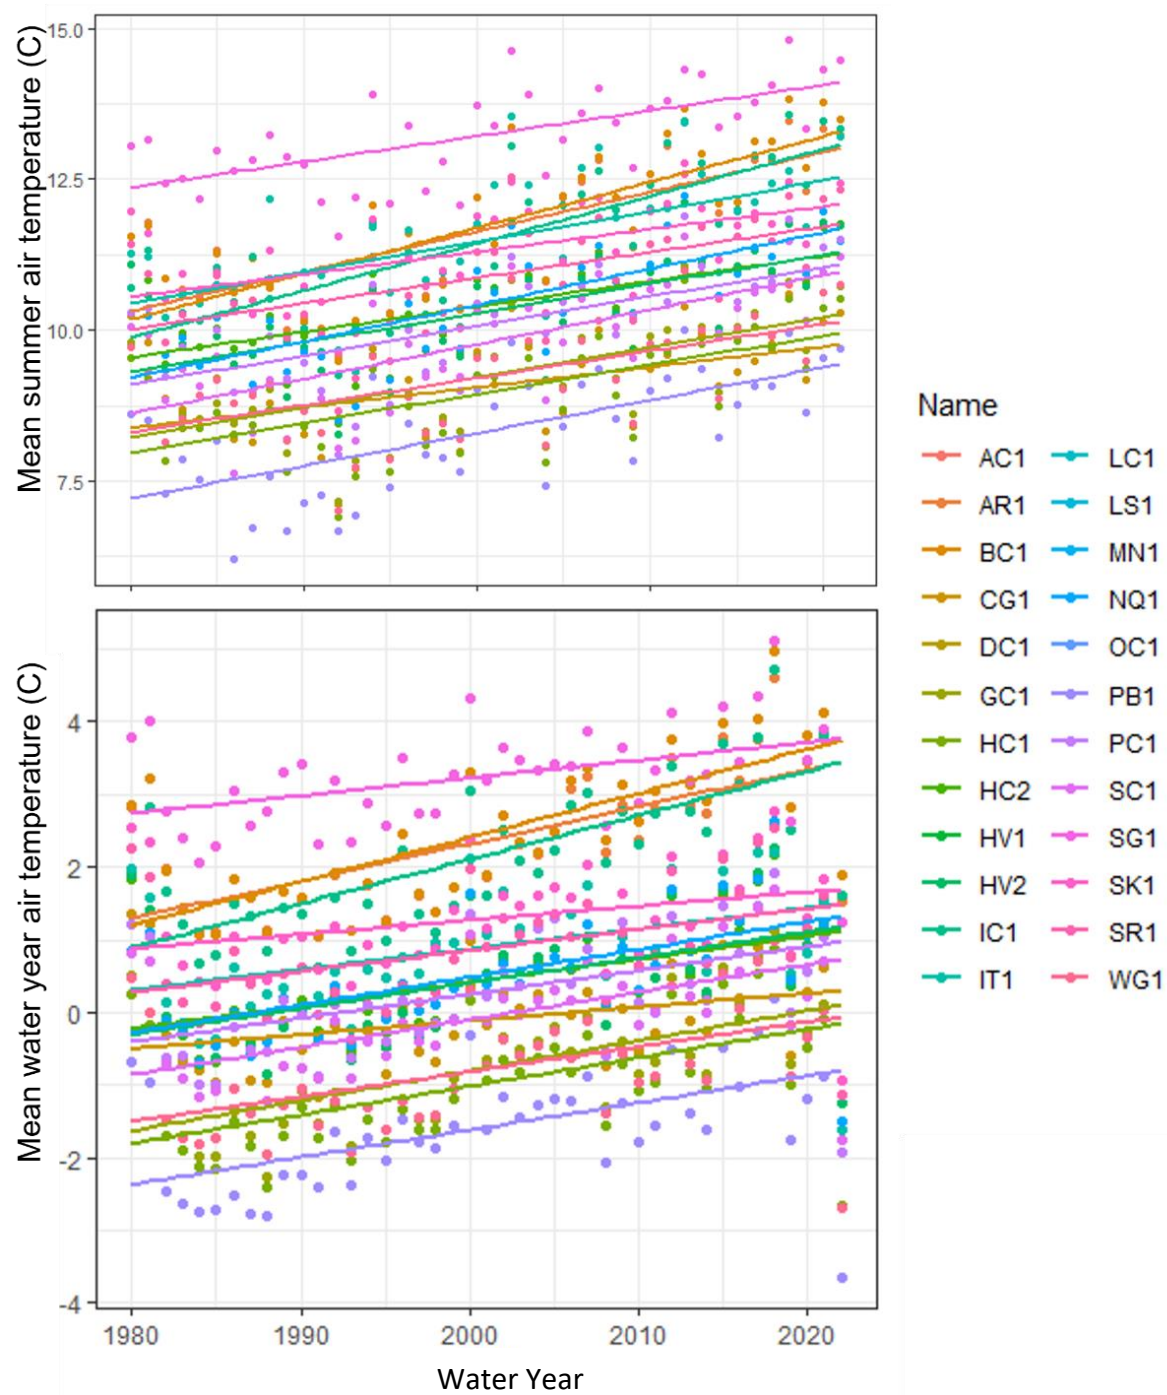 Mean summer air temperature (C)
15.0
12.5
10.0
7.5
Mean water year air temperature (C)
4
2
0
-2
-4
1980 1990 2000 2010 2020
Water Year
Name
AC1 LC1
AR1 LS1
BC1 MN1
CG1 NQ1
DC1 OC1
GC1 PB1
HC1 PC1
HC2 SC1
HV1 SG1
HV2 SK1
IC1 SR1
IT1 WG1